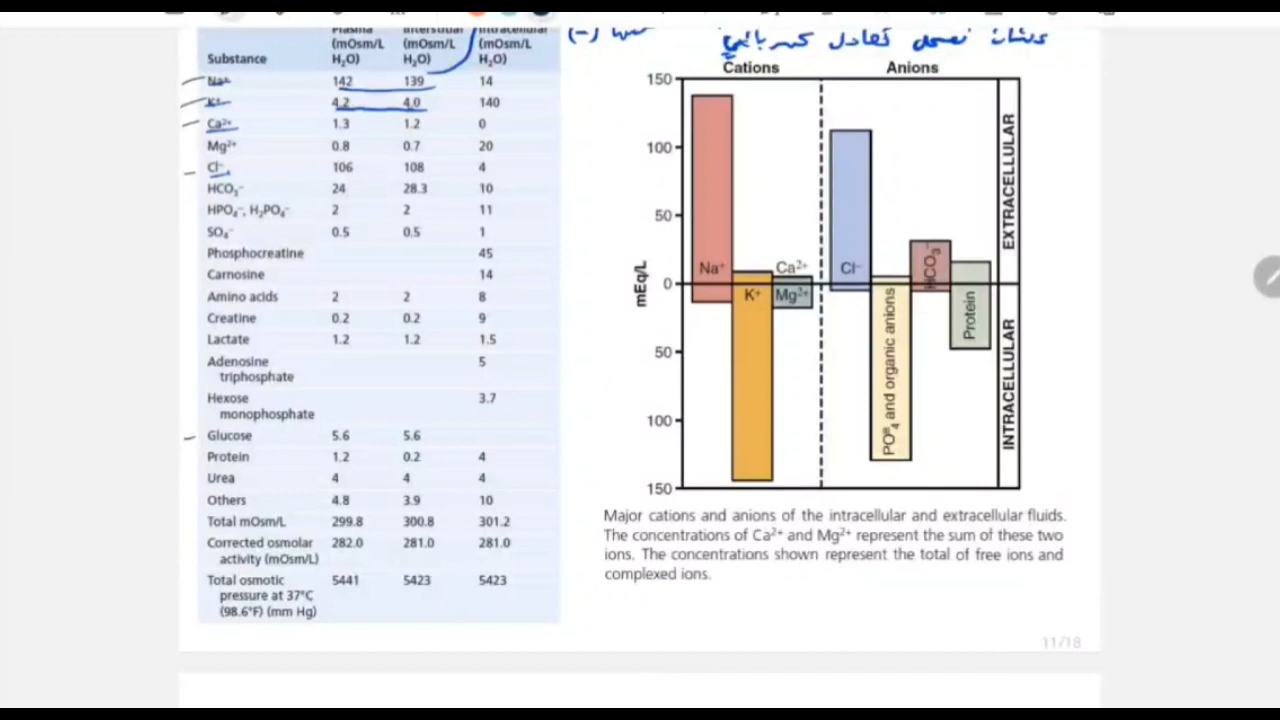 علشان نعمل تعادل كهربائي
(-)
Plasma Interstitial Intracellular
(mOsm/L (mOsm/L (mOsm/L
Substance H₂O) H₂O) H₂O)
Na⁺ 142 139 14
K⁺ 4.2 4.0 140
Ca²⁺ 1.3 1.2 0
Mg²⁺ 0.8 0.7 20
Cl⁻ 106 108 4
HCO₃⁻ 24 28.3 10
HPO₄⁻, H₂PO₄⁻ 2 2 11
SO₄⁻ 0.5 0.5 1
Phosphocreatine 45
Carnosine 14
Amino acids 2 2 8
Creatine 0.2 0.2 9
Lactate 1.2 1.2 1.5
Adenosine 5
triphosphate
Hexose 3.7
monophosphate
Glucose 5.6 5.6
Protein 1.2 0.2 4
Urea 4 4 4
Others 4.8 3.9 10
Total mOsm/L 299.8 300.8 301.2
Corrected osmolar 282.0 281.0 281.0
activity (mOsm/L)
Total osmotic 5441 5423 5423
pressure at 37°C
(98.6°F) (mm Hg)
Cations Anions
150
100
50
0
50
100
150
mEq/L
Na⁺
K⁺
Ca²⁺
Mg²⁺
Cl⁻
PO₄≡ and organic anions
HCO₃⁻
Protein
EXTRACELLULAR
INTRACELLULAR
Major cations and anions of the intracellular and extracellular fluids.
The concentrations of Ca²⁺ and Mg²⁺ represent the sum of these two
ions. The concentrations shown represent the total of free ions and
complexed ions.
11/18